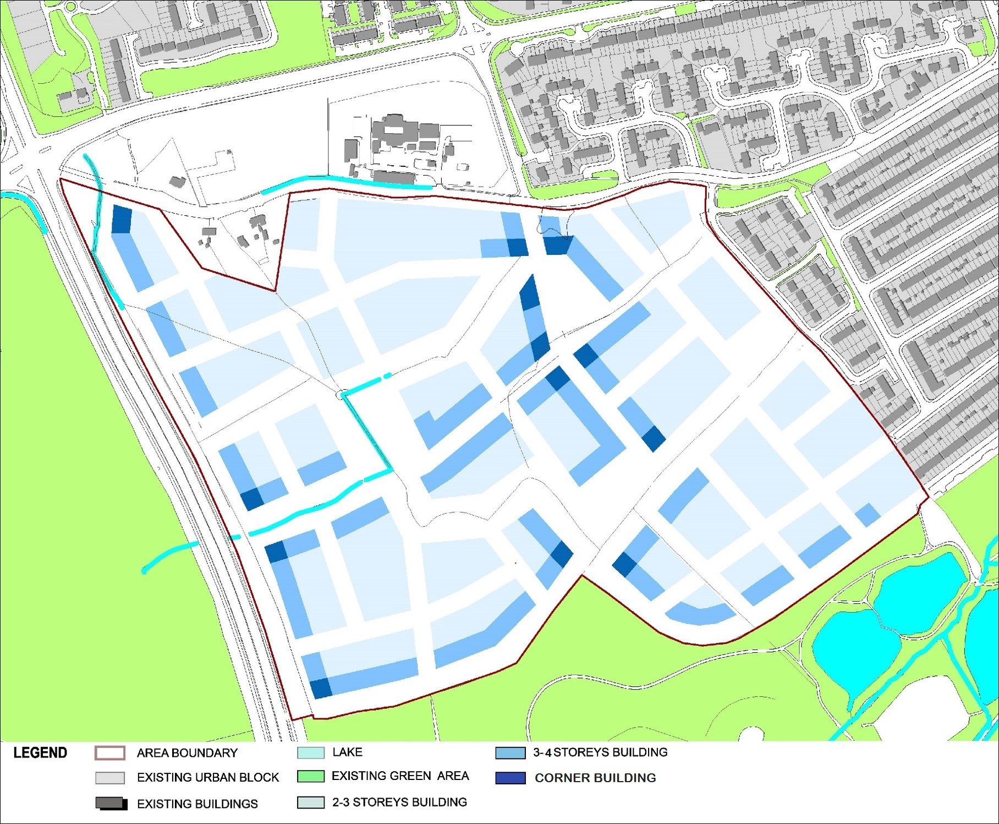 LEGEND
AREA BOUNDARY
EXISTING URBAN BLOCK
EXISTING BUILDINGS
LAKE
EXISTING GREEN AREA
2-3 STOREYS BUILDING
3-4 STOREYS BUILDING
CORNER BUILDING